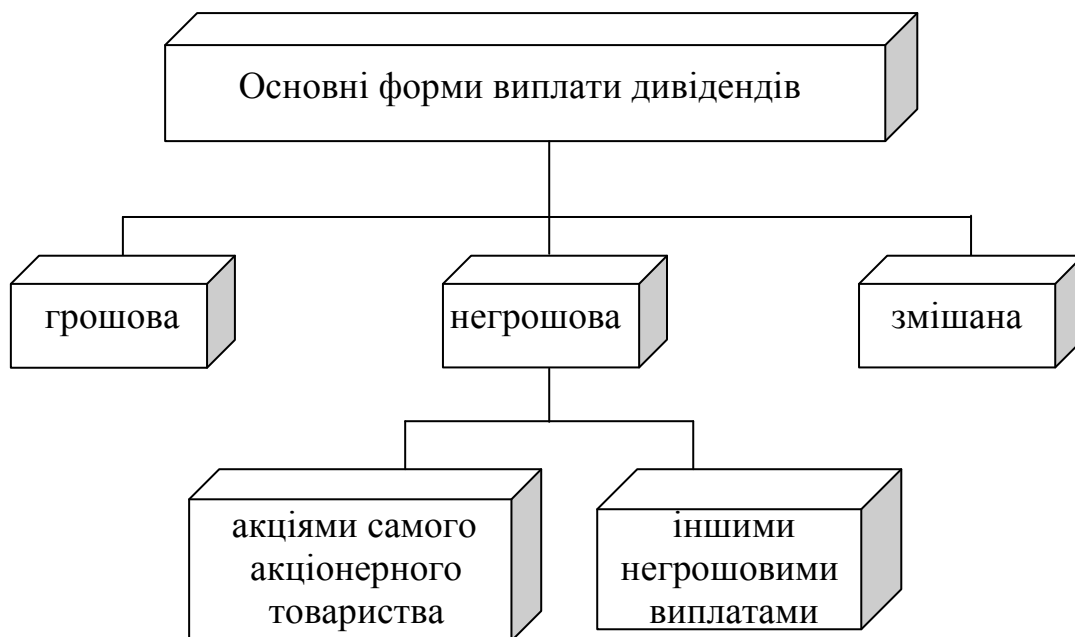 Основні форми виплати дивідендів
грошова
негрошова
змішана
акціями самого
акціонерного
товариства
іншими
негрошовими
виплатами